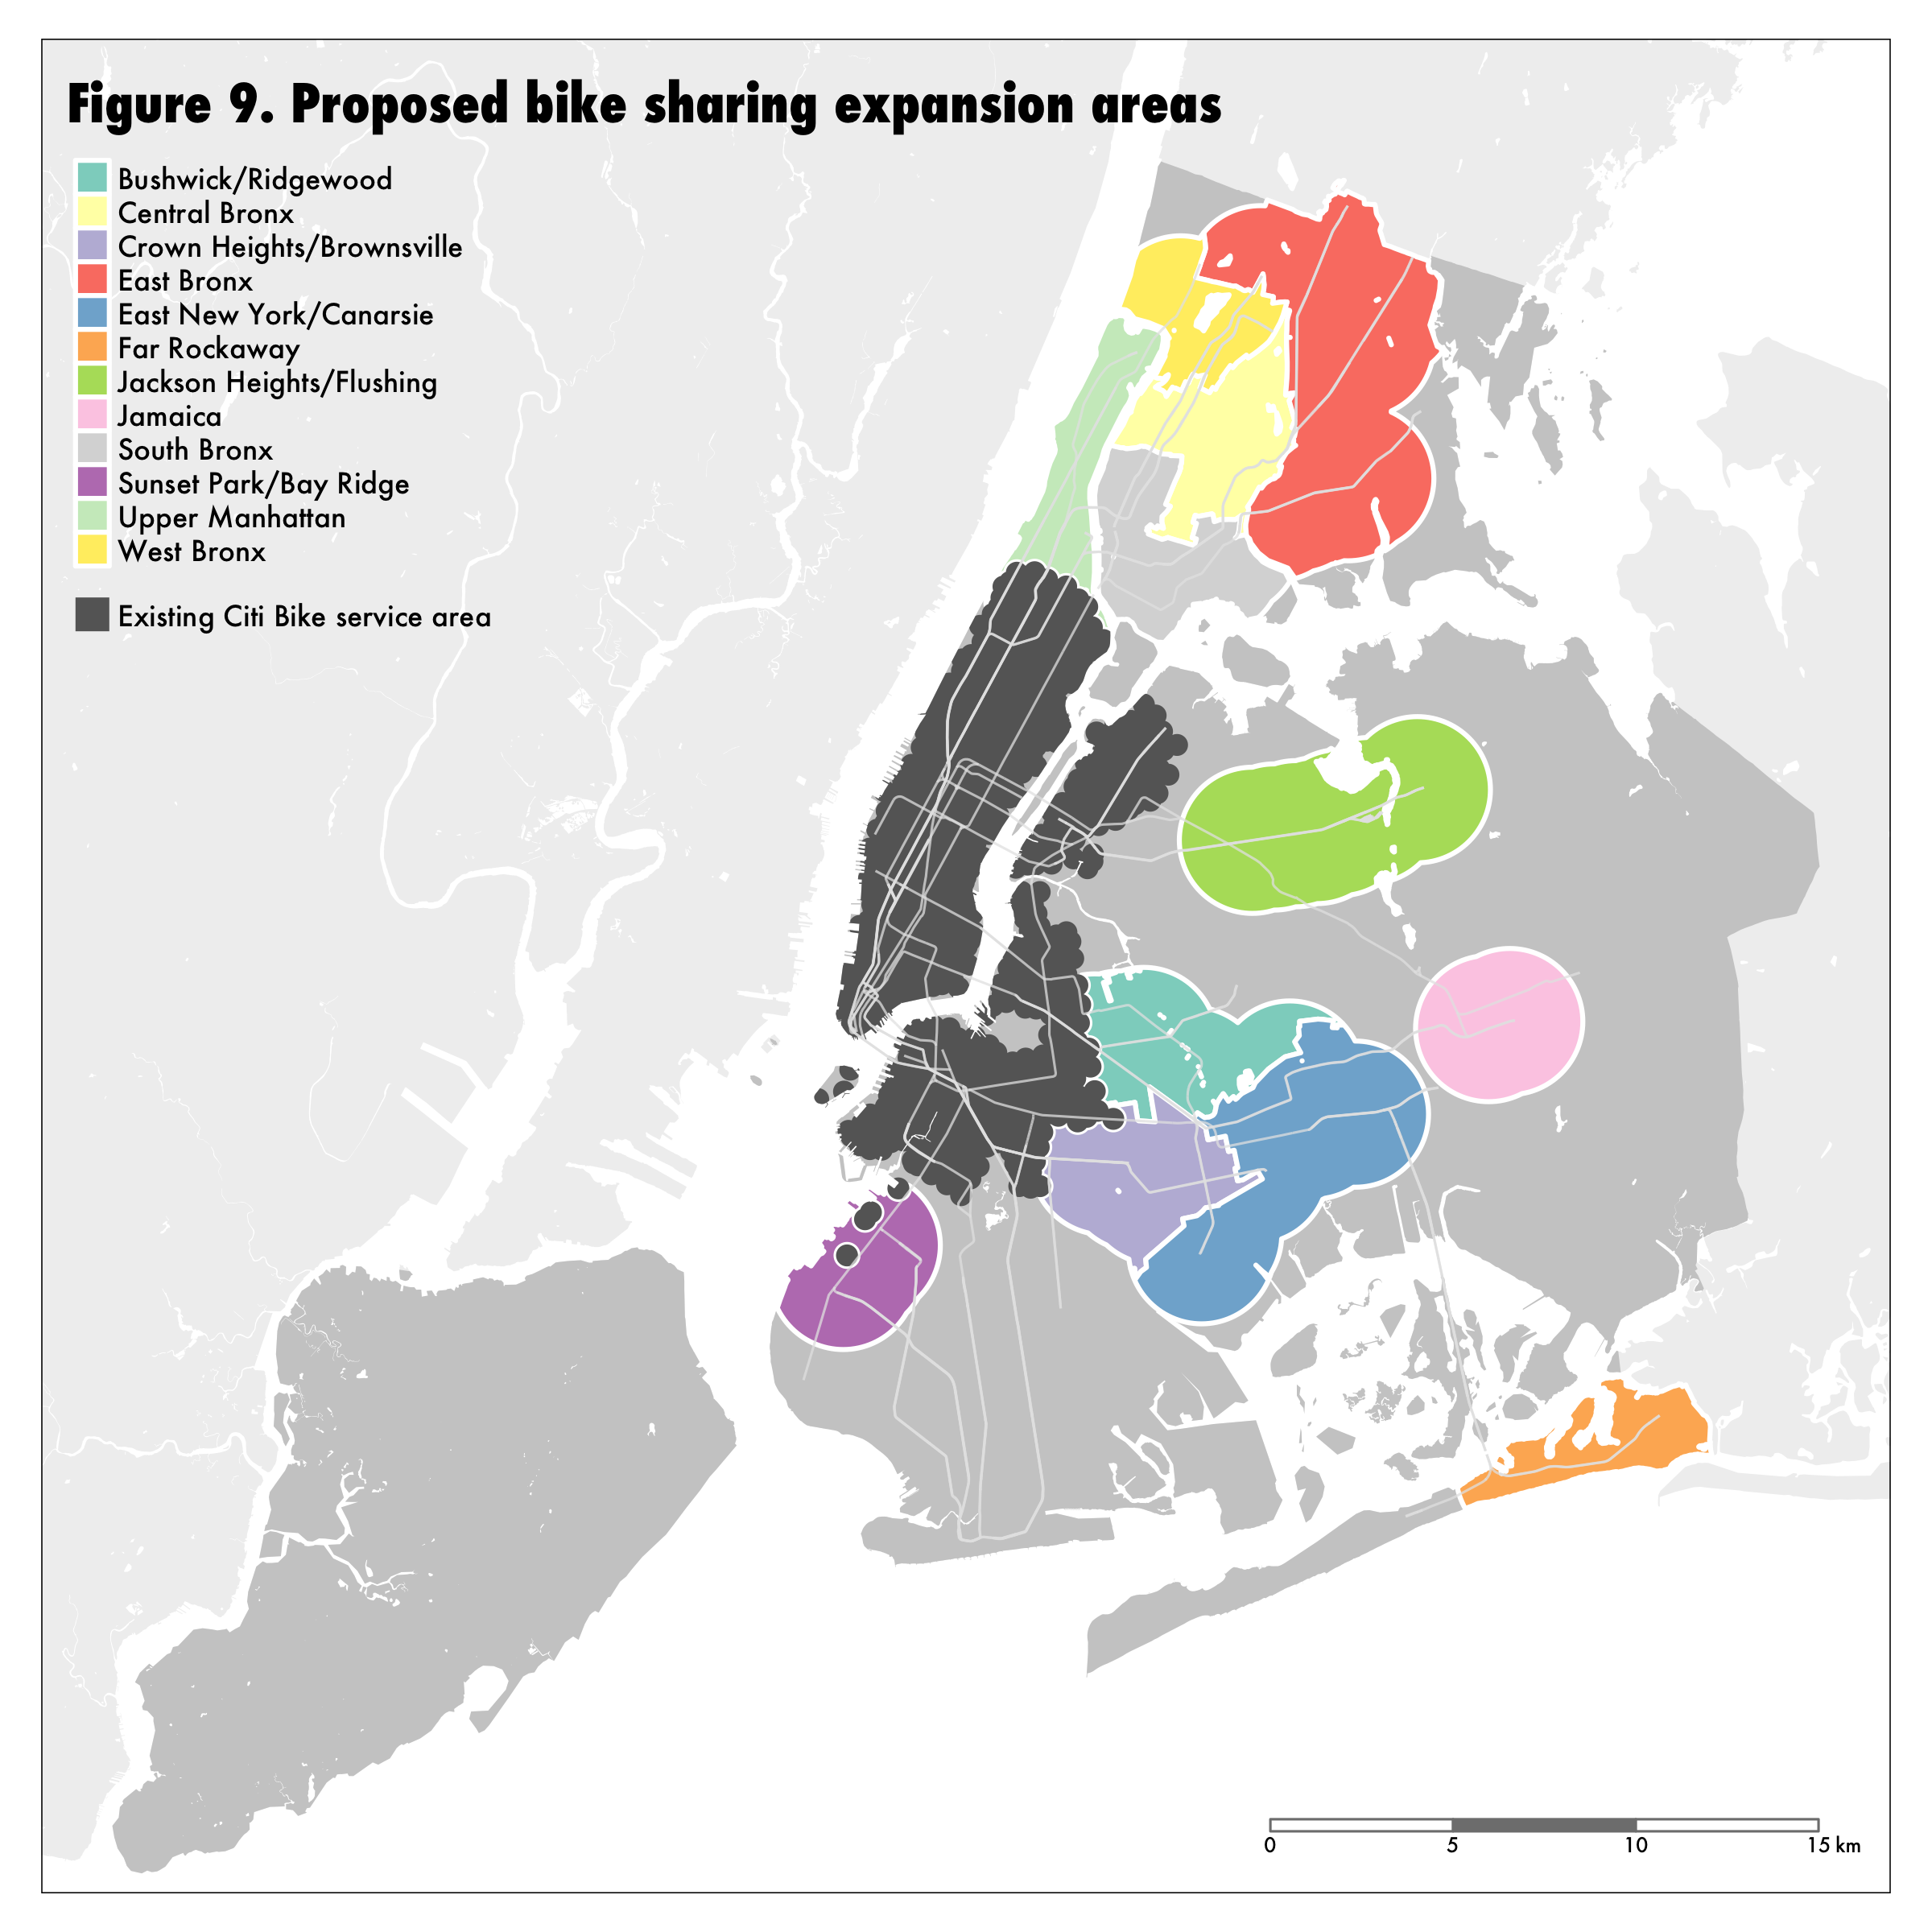 Figure 9. Proposed bike sharing expansion areas
Bushwick/Ridgewood
Central Bronx
Crown Heights/Brownsville
East Bronx
East New York/Canarsie
Far Rockaway
Jackson Heights/Flushing
Jamaica
South Bronx
Sunset Park/Bay Ridge
Upper Manhattan
West Bronx
Existing Citi Bike service area
0 5 10 15 km